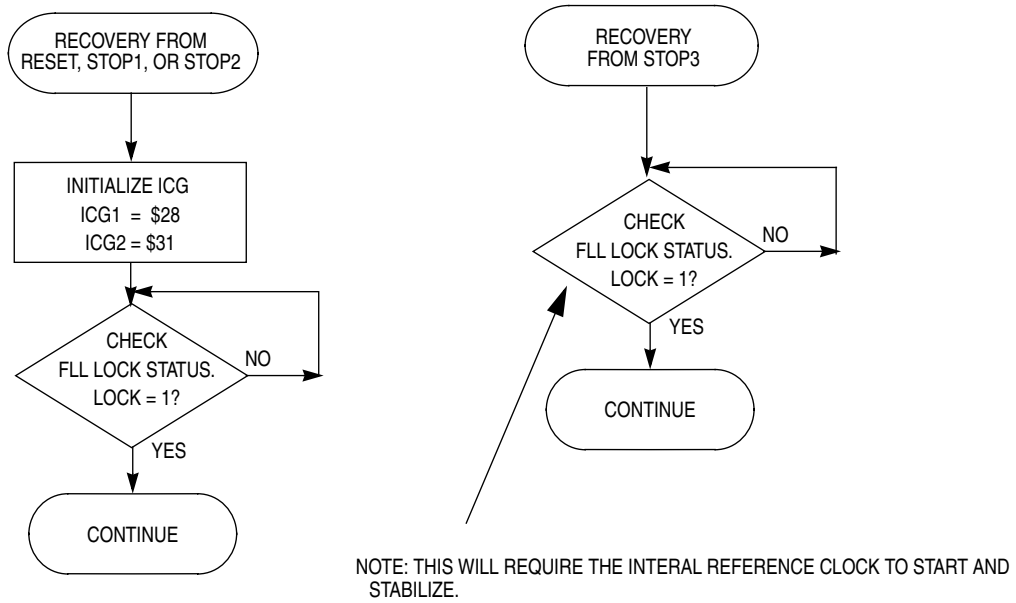 RECOVERY FROM
RESET, STOP1, OR STOP2
INITIALIZE ICG
ICG1 = $28
ICG2 = $31
CHECK
FLL LOCK STATUS.
LOCK = 1?
NO
YES
CONTINUE
RECOVERY
FROM STOP3
CHECK
FLL LOCK STATUS.
LOCK = 1?
NO
YES
CONTINUE
NOTE: THIS WILL REQUIRE THE INTERAL REFERENCE CLOCK TO START AND
STABILIZE.